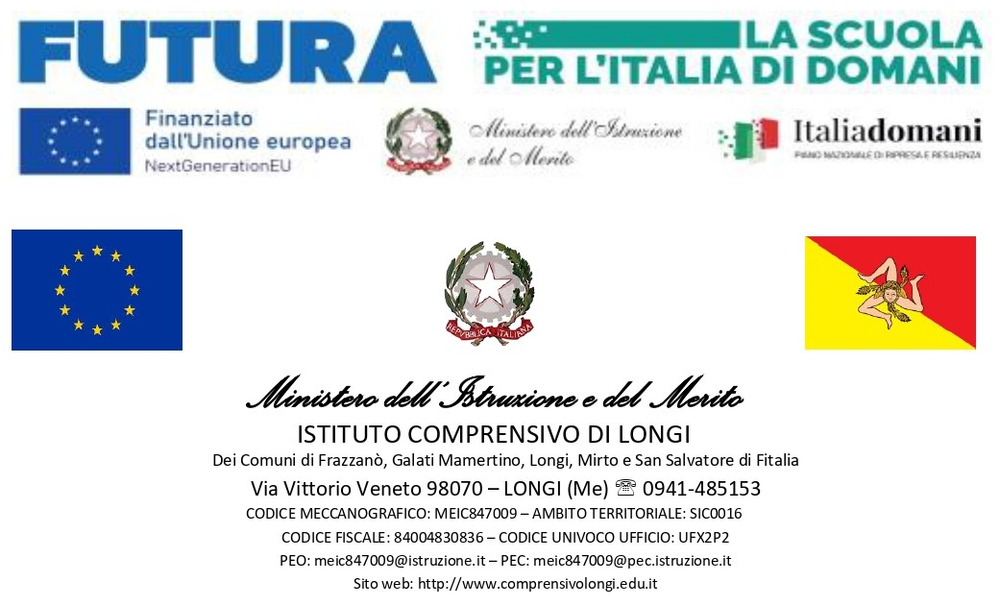 FUTURA
LA SCUOLA
PER L'ITALIA DI DOMANI
Finanziato
dall'Unione europea
NextGenerationEU
Ministero dell'Istruzione
e del Merito
Italiadomani
PIANO NAZIONALE DI RIPRESA E RESILIENZA
REPVBBLICA ITALIANA
Ministero dell'Istruzione e del Merito
ISTITUTO COMPRENSIVO DI LONGI
Dei Comuni di Frazzanò, Galati Mamertino, Longi, Mirto e San Salvatore di Fitalia
Via Vittorio Veneto 98070 – LONGI (Me) ☏ 0941-485153
CODICE MECCANOGRAFICO: MEIC847009 – AMBITO TERRITORIALE: SIC0016
CODICE FISCALE: 84004830836 – CODICE UNIVOCO UFFICIO: UFX2P2
PEO: meic847009@istruzione.it – PEC: meic847009@pec.istruzione.it
Sito web: http://www.comprensivolongi.edu.it